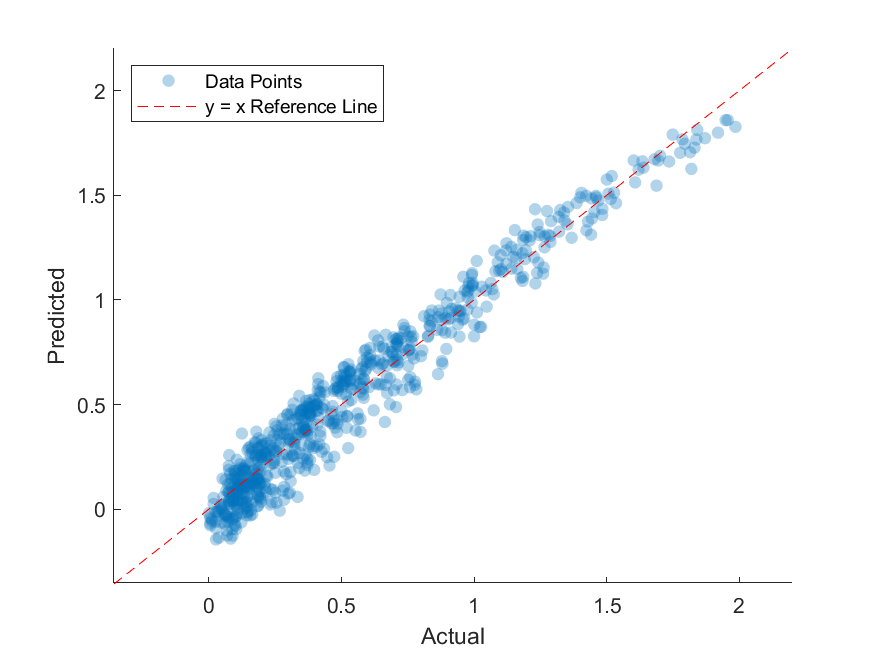 Data Points
y = x Reference Line
2
1.5
1
0.5
0
Predicted
0
0.5
1
1.5
2
Actual